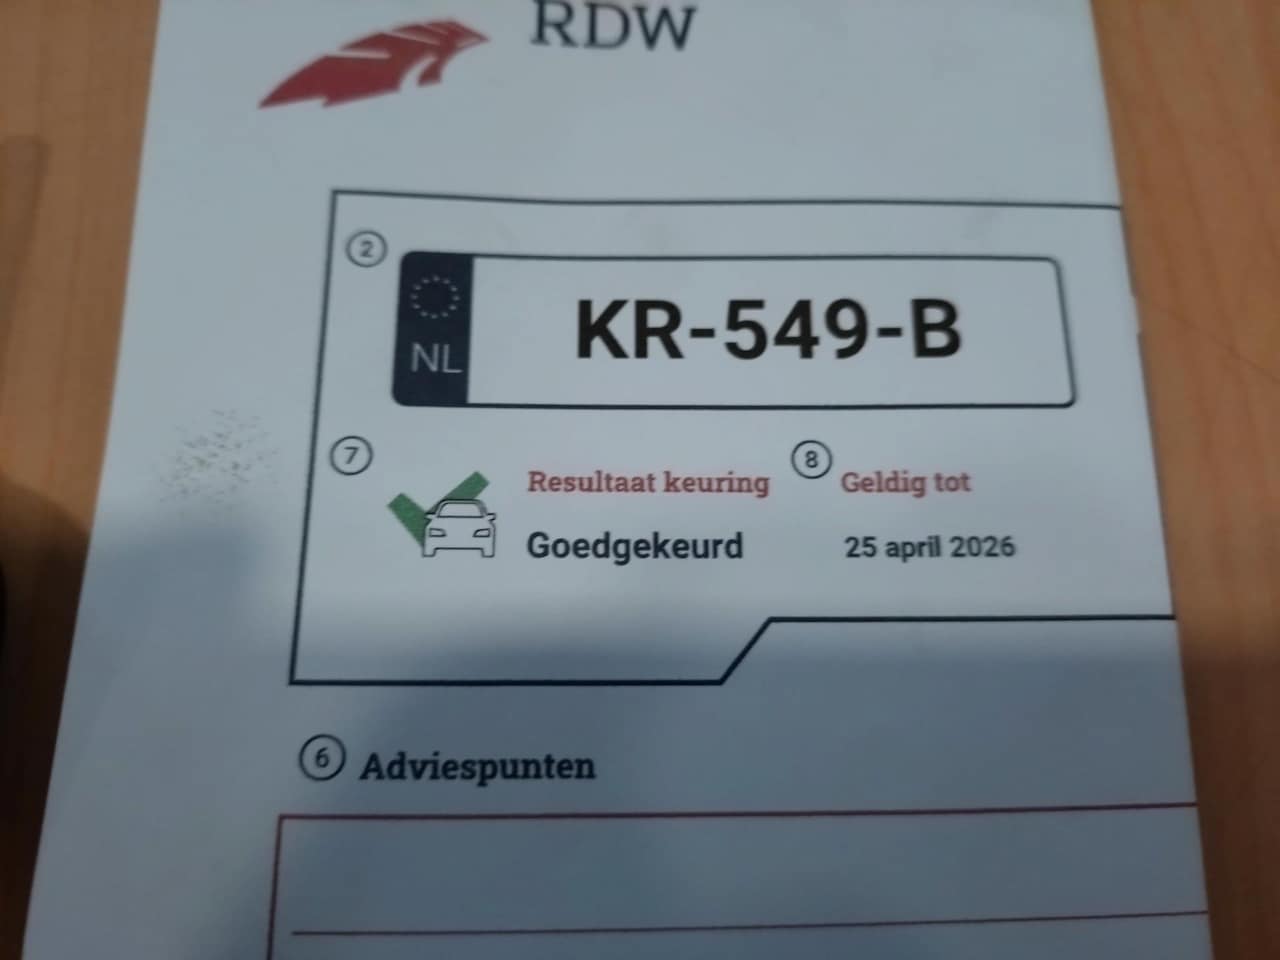 RDW
2
NL
KR-549-B
7
Resultaat keuring
Goedgekeurd
8
Geldig tot
25 april 2026
6 Adviespunten